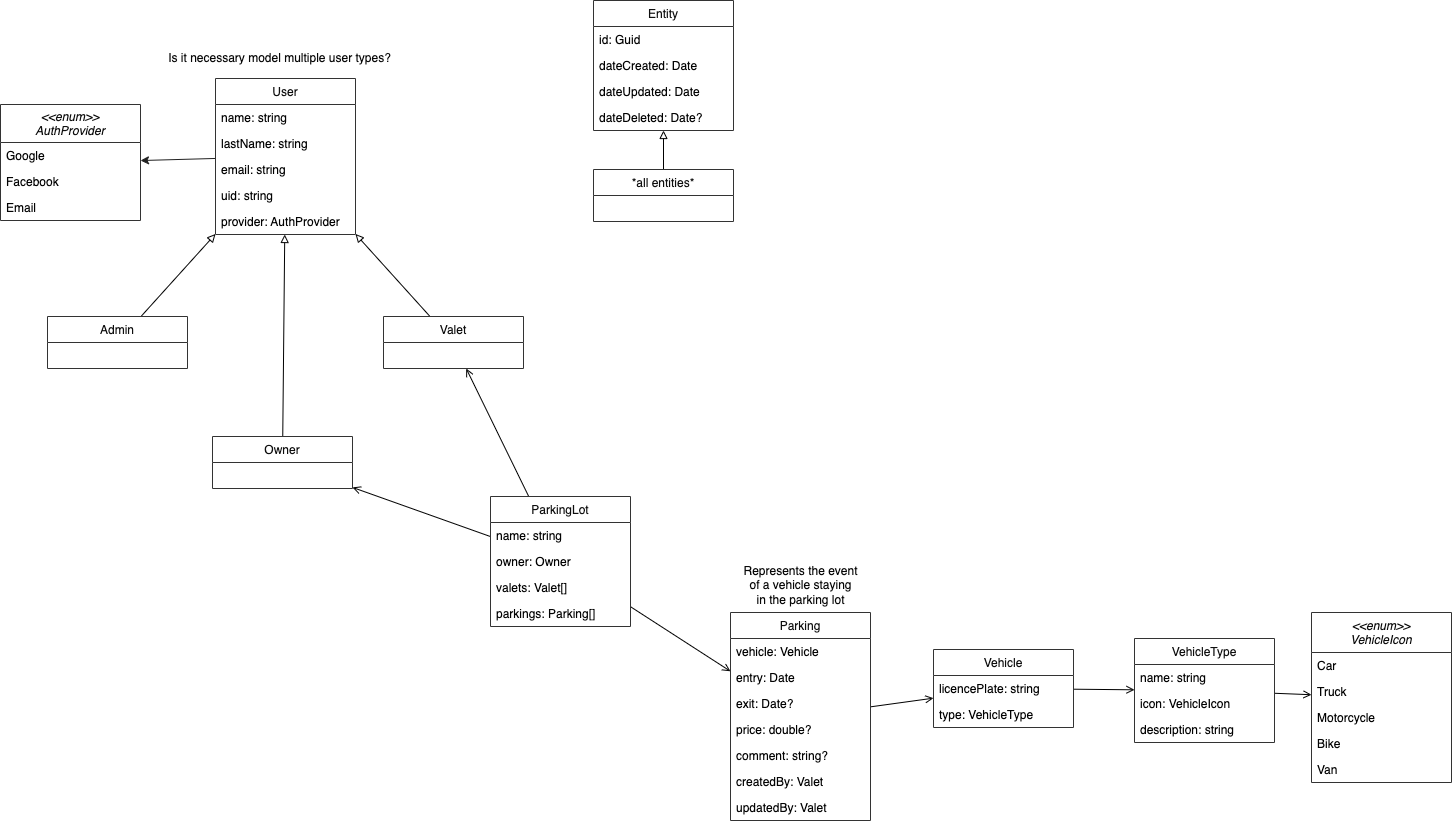 Entity
id: Guid
dateCreated: Date
dateUpdated: Date
dateDeleted: Date?
*all entities*
Is it necessary model multiple user types?
User
name: string
lastName: string
email: string
uid: string
provider: AuthProvider
<<enum>>
AuthProvider
Google
Facebook
Email
Admin
Valet
Owner
ParkingLot
name: string
owner: Owner
valets: Valet[]
parkings: Parking[]
Represents the event
of a vehicle staying
in the parking lot
Parking
vehicle: Vehicle
entry: Date
exit: Date?
price: double?
comment: string?
createdBy: Valet
updatedBy: Valet
Vehicle
licencePlate: string
type: VehicleType
VehicleType
name: string
icon: VehicleIcon
description: string
<<enum>>
VehicleIcon
Car
Truck
Motorcycle
Bike
Van